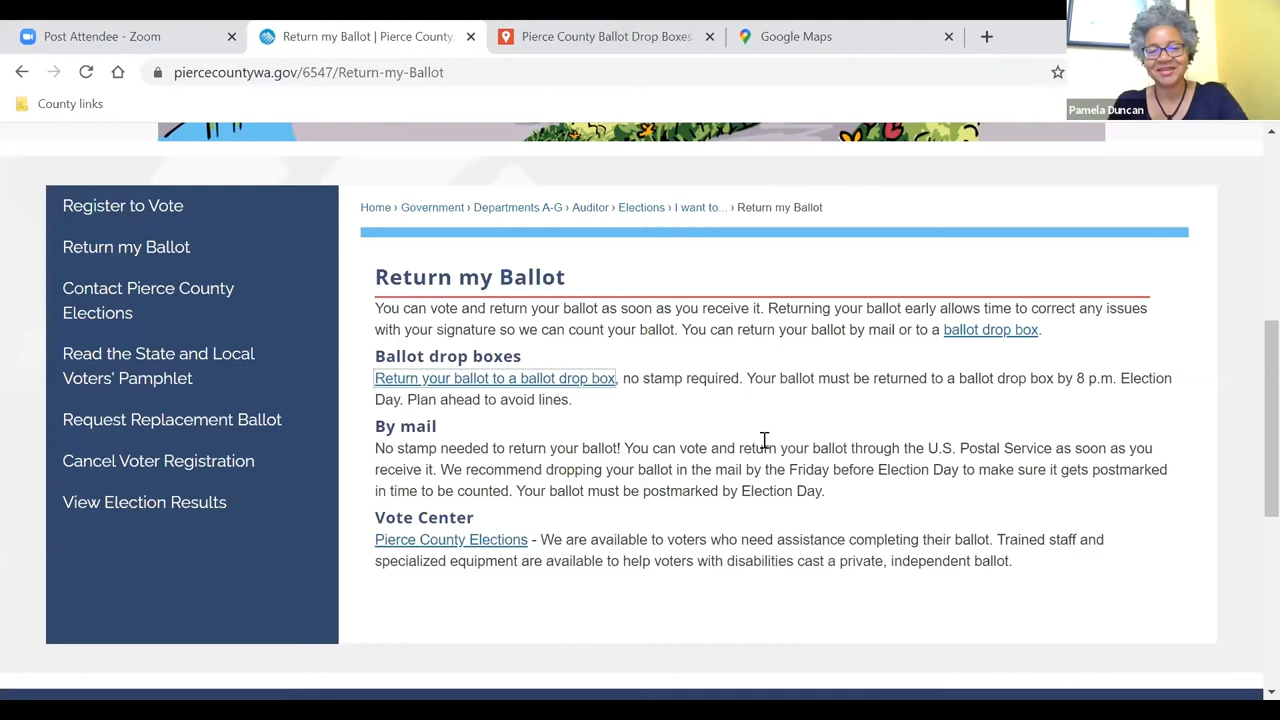 Post Attendee - Zoom
Return my Ballot | Pierce County,
Pierce County Ballot Drop Boxes
Google Maps
piercecountywa.gov/6547/Return-my-Ballot
County links
Pamela Duncan
Register to Vote
Return my Ballot
Contact Pierce County
Elections
Read the State and Local
Voters' Pamphlet
Request Replacement Ballot
Cancel Voter Registration
View Election Results
Home › Government › Departments A-G › Auditor › Elections › I want to... › Return my Ballot
Return my Ballot
You can vote and return your ballot as soon as you receive it. Returning your ballot early allows time to correct any issues
with your signature so we can count your ballot. You can return your ballot by mail or to a ballot drop box.
Ballot drop boxes
Return your ballot to a ballot drop box, no stamp required. Your ballot must be returned to a ballot drop box by 8 p.m. Election
Day. Plan ahead to avoid lines.
By mail
No stamp needed to return your ballot! You can vote and return your ballot through the U.S. Postal Service as soon as you
receive it. We recommend dropping your ballot in the mail by the Friday before Election Day to make sure it gets postmarked
in time to be counted. Your ballot must be postmarked by Election Day.
Vote Center
Pierce County Elections - We are available to voters who need assistance completing their ballot. Trained staff and
specialized equipment are available to help voters with disabilities cast a private, independent ballot.